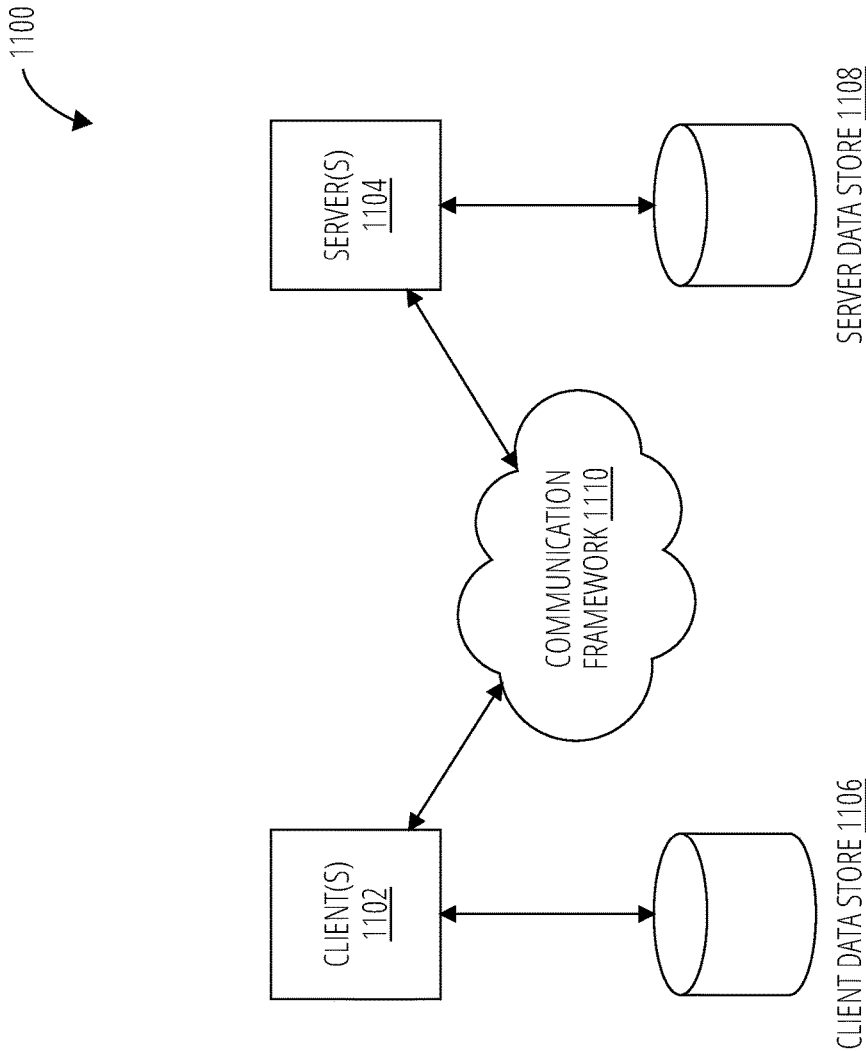 1100
CLIENT(S)
1102
SERVER(S)
1104
COMMUNICATION
FRAMEWORK 1110
CLIENT DATA STORE 1106
SERVER DATA STORE 1108